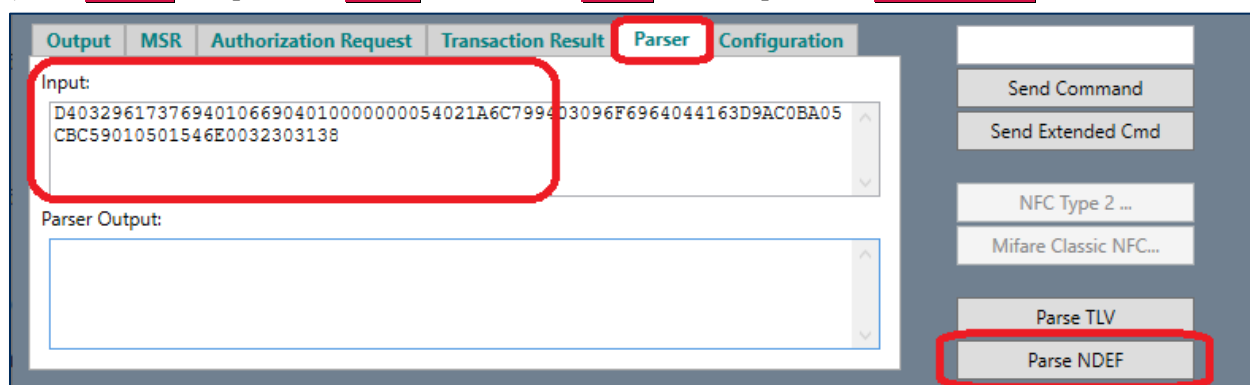 Output MSR Authorization Request Transaction Result Parser Configuration
Input:
D403296173769401066904010000000054021A6C799403096F6964044163D9AC0BA05
CBC59010501546E0032303138
Send Command
Send Extended Cmd
NFC Type 2 ...
Mifare Classic NFC...
Parser Output:
Parse TLV
Parse NDEF